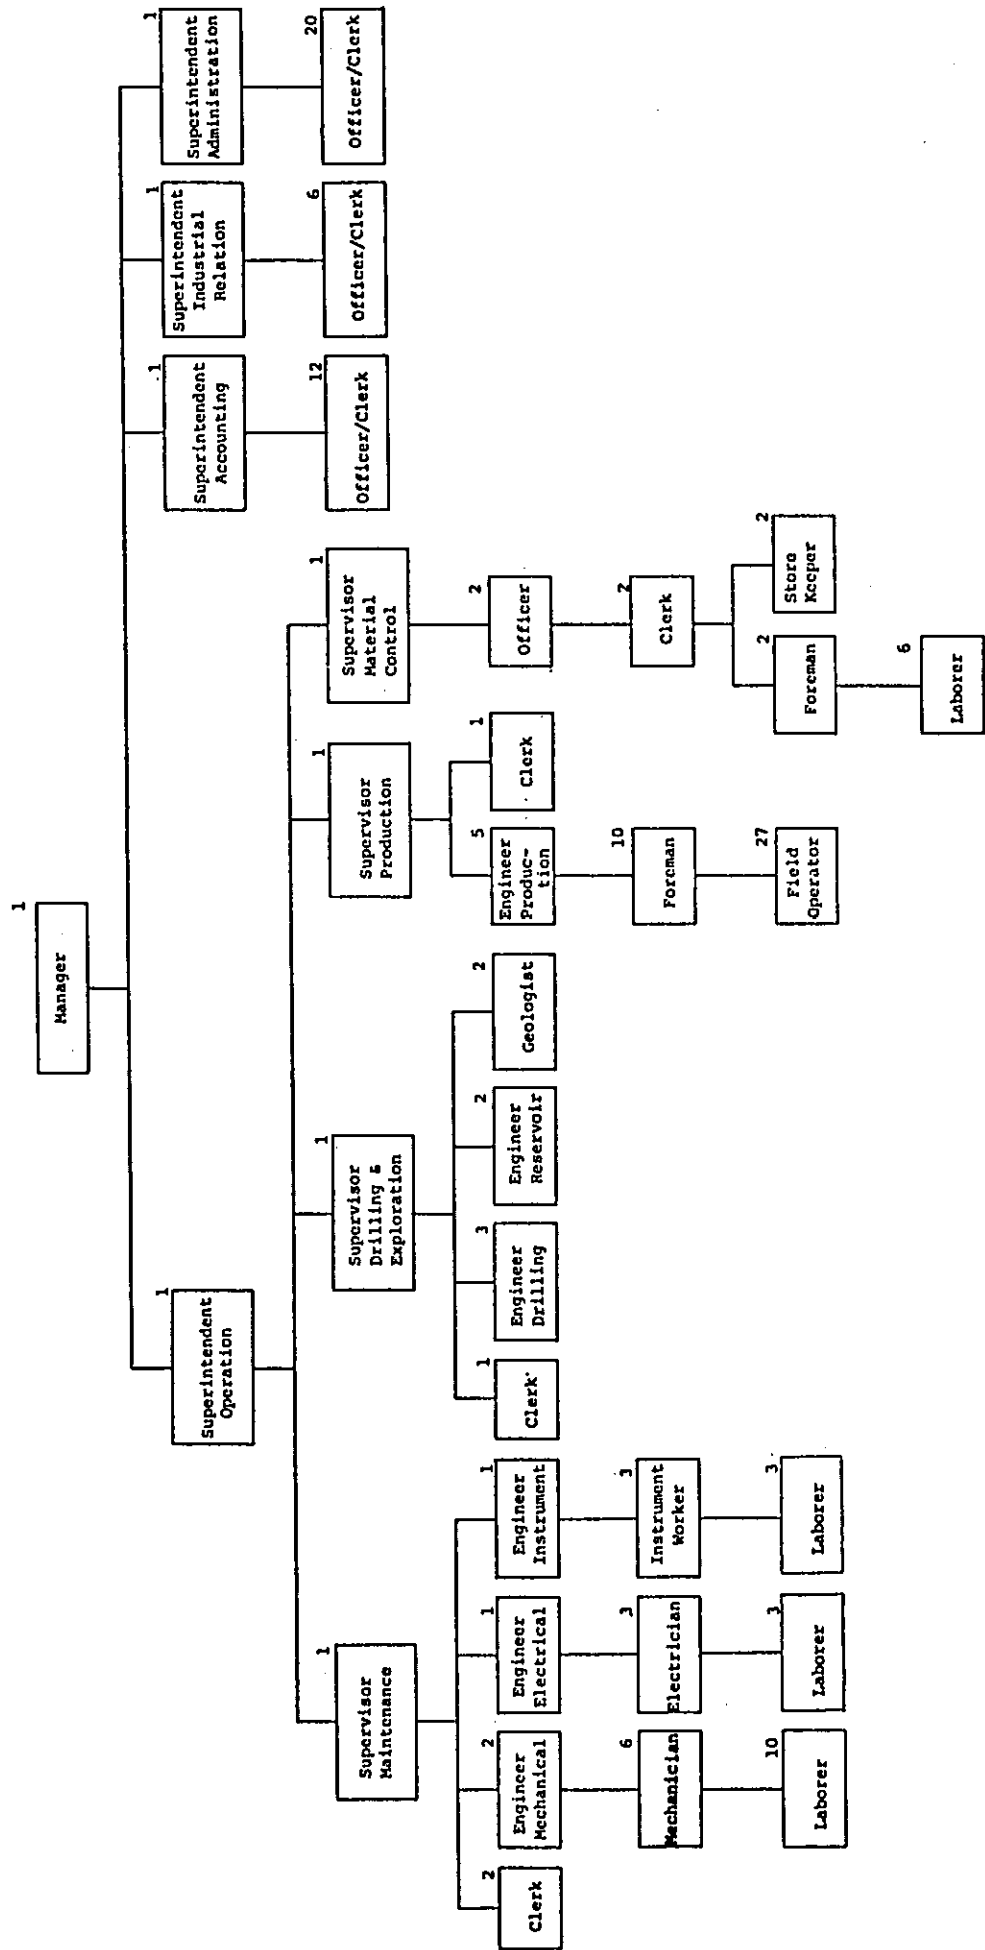 1
Manager
1
Superintendent
Operation
1
Superintendent
Accounting
1
Superintendent
Industrial
Relation
1
Superintendent
Administration
1
Supervisor
Maintenance
1
Supervisor
Drilling &
Exploration
1
Supervisor
Production
1
Supervisor
Material
Control
12
Officer/Clerk
6
Officer/Clerk
20
Officer/Clerk
2
Clerk
2
Engineer
Mechanical
1
Engineer
Electrical
1
Engineer
Instrument
1
Clerk
3
Engineer
Drilling
2
Engineer
Reservoir
2
Geologist
5
Engineer
Produc-
tion
1
Clerk
2
Officer
6
Mechanician
3
Electrician
3
Instrument
Worker
10
Foreman
Clerk
10
Laborer
3
Laborer
3
Laborer
27
Field
Operator
2
Foreman
2
Store
Keeper
6
Laborer